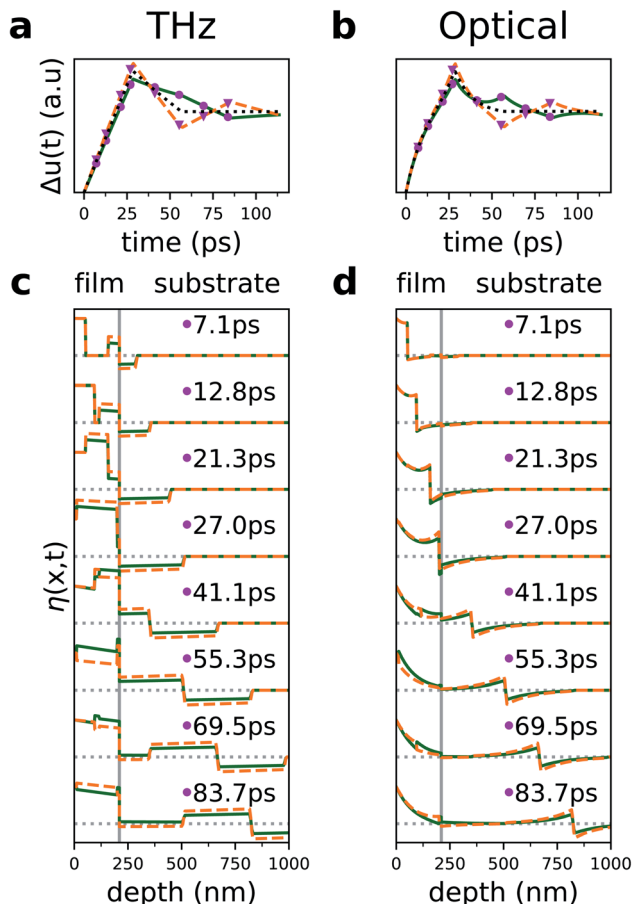 a THz b Optical
Δu(t) (a.u)
0 25 50 75 100
time (ps)
0 25 50 75 100
time (ps)
c film substrate
d film substrate
η(x,t)
7.1ps
12.8ps
21.3ps
27.0ps
41.1ps
55.3ps
69.5ps
83.7ps
0 250 500 750 1000
depth (nm)
7.1ps
12.8ps
21.3ps
27.0ps
41.1ps
55.3ps
69.5ps
83.7ps
0 250 500 750 1000
depth (nm)